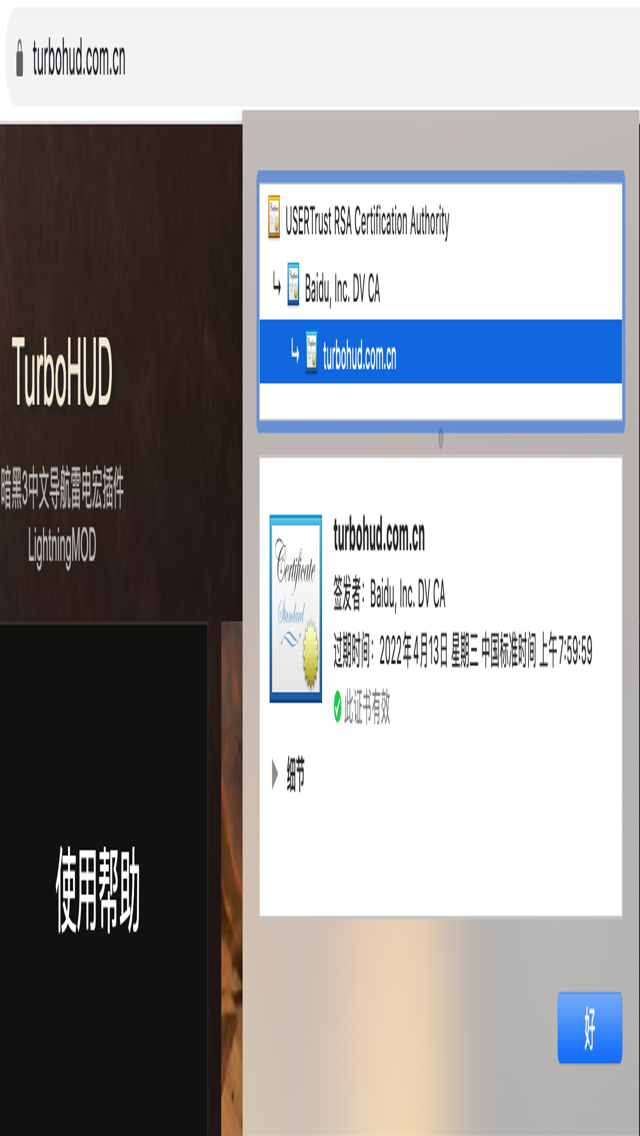 turbohud.com.cn
TurboHUD
暗黑3中文导航雷电宏插件
LightningMOD
使用帮助
USERTrust RSA Certification Authority
Baidu, Inc. DV CA
turbohud.com.cn
Certificate
Standard
turbohud.com.cn
签发者：Baidu, Inc. DV CA
过期时间：2022年4月13日 星期三 中国标准时间 上午7:59:59
此证书有效
细节
好